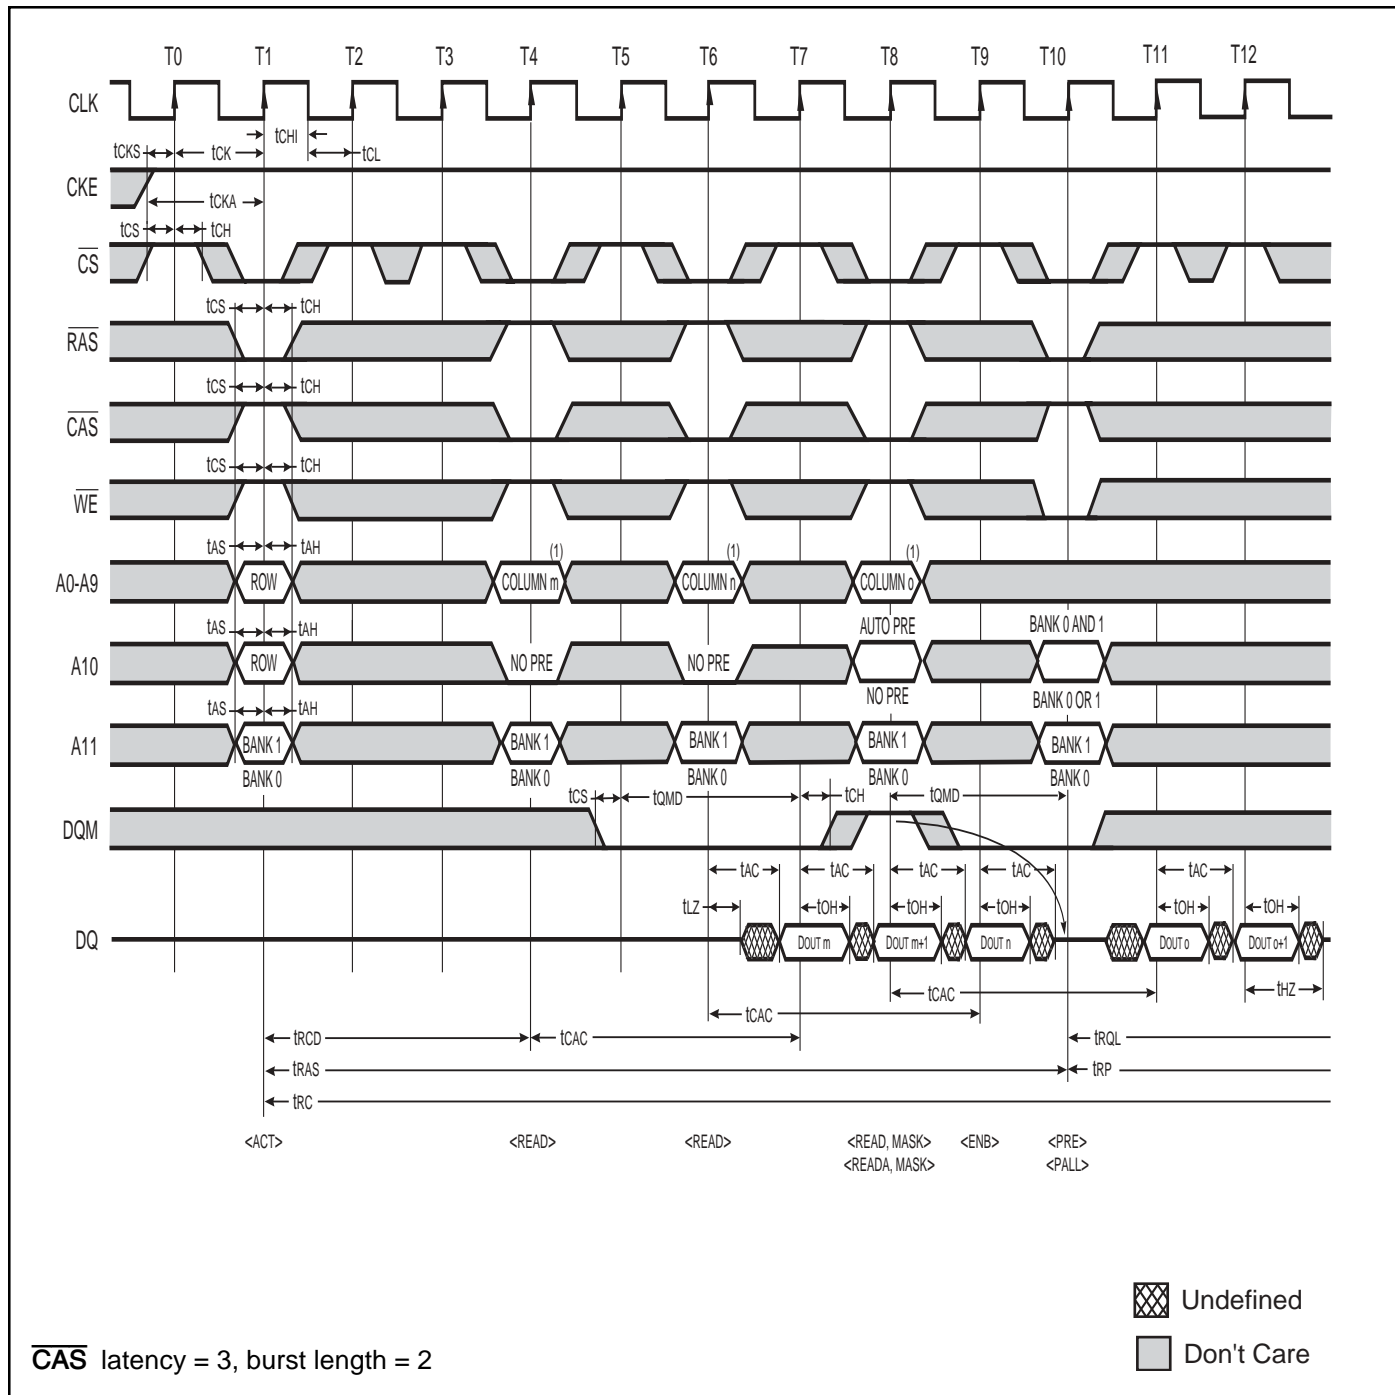 T0 T1 T2 T3 T4 T5 T6 T7 T8 T9 T10 T11 T12
CLK
tCHI
tCKS tCK tCL
CKE
tCKA
tCS tCH
CS
tCS tCH
RAS
tCS tCH
CAS
tCS tCH
WE
tAS tAH (1) (1) (1)
A0-A9 ROW COLUMN m COLUMN n COLUMN o
tAS tAH AUTO PRE BANK 0 AND 1
A10 ROW NO PRE NO PRE
NO PRE BANK 0 OR 1
tAS tAH
A11 BANK 1 BANK 1 BANK 1 BANK 1 BANK 1
BANK 0 BANK 0 BANK 0 BANK 0 BANK 0
tCS tQMD tCH tQMD
DQM
tAC tAC tAC tAC tAC
tLZ tOH tOH tOH tOH tOH
DQ DOUT m DOUT m+1 DOUT n DOUT o DOUT o+1
tCAC tHZ
tCAC
tRCD tCAC tRQL
tRAS tRP
tRC
<ACT> <READ> <READ> <READ, MASK> <ENB> <PRE>
<READA, MASK> <PALL>
Undefined
Don't Care
CAS latency = 3, burst length = 2